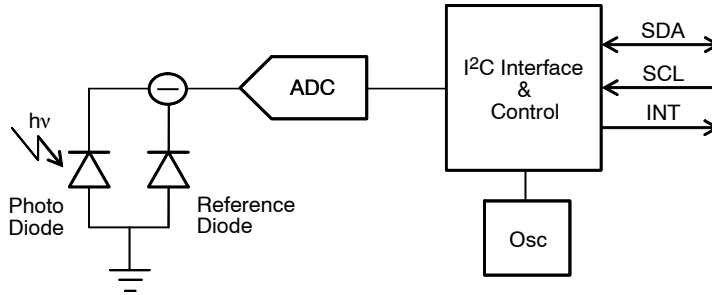 hν
Photo
Diode
Reference
Diode
ADC
I²C Interface
&
Control
Osc
SDA
SCL
INT